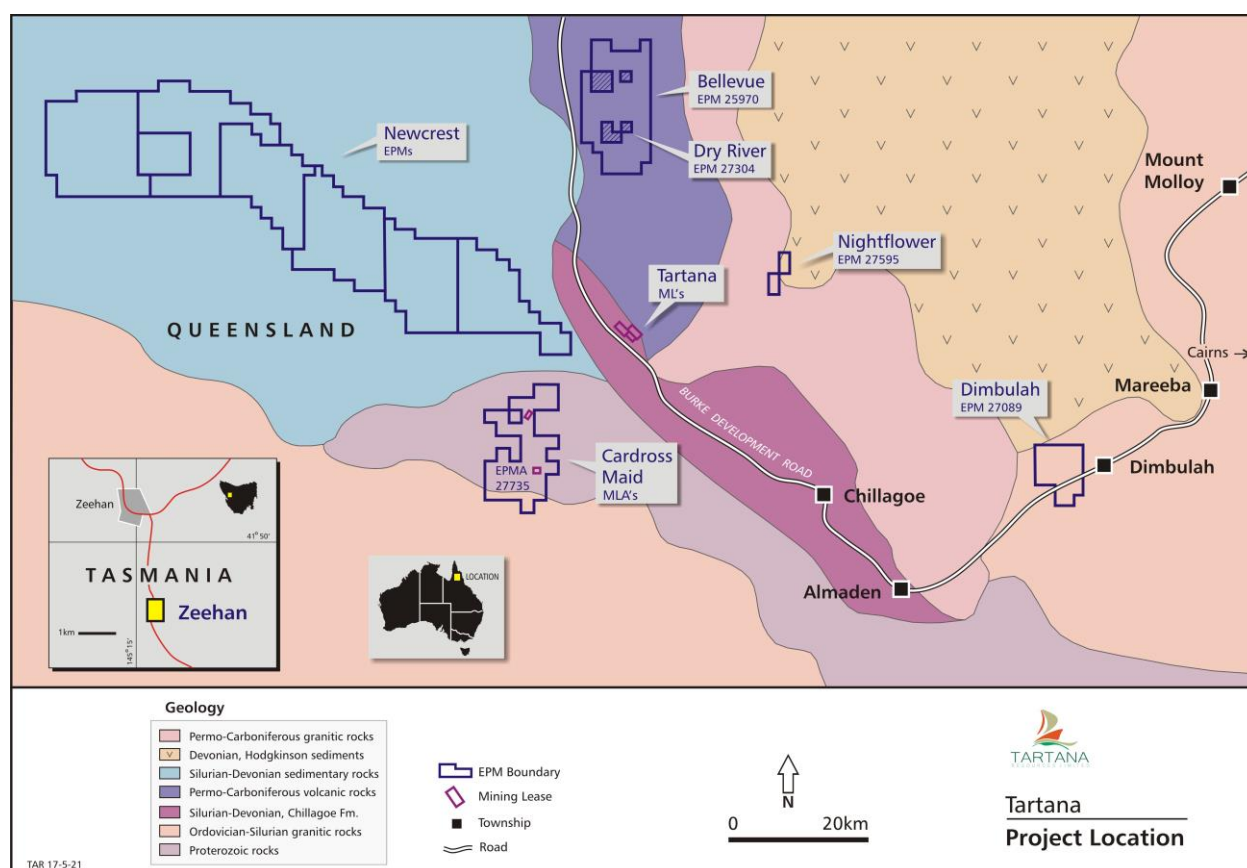 Bellevue
EPM 25970
Newcrest
EPMs
Dry River
EPM 27304
Mount
Molloy
Nightflower
EPM 27595
Tartana
ML's
QUEENSLAND
Cairns →
Mareeba
Dimbulah
EPM 27089
BURKE DEVELOPMENT ROAD
Dimbulah
Cardross
Maid
MLA's
EPMA
27735
Chillagoe
Almaden
Zeehan
41° 50'
TASMANIA
Zeehan
1km
145° 15'
LOCATION
Geology
Permo-Carboniferous granitic rocks
Devonian, Hodgkinson sediments
Silurian-Devonian sedimentary rocks
Permo-Carboniferous volcanic rocks
Silurian-Devonian, Chillagoe Fm.
Ordovician-Silurian granitic rocks
Proterozoic rocks
EPM Boundary
Mining Lease
Township
Road
N
0 20km
TARTANA
RESOURCES LIMITED
Tartana
Project Location
TAR 17-5-21